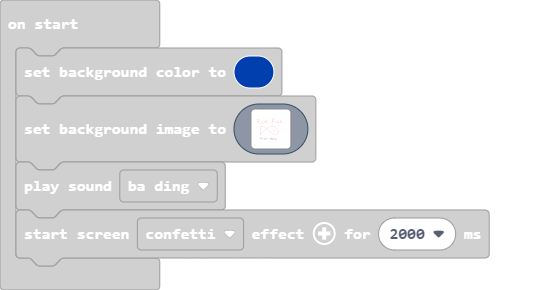 on start
set background color to
set background image to
play sound ba ding
start screen confetti effect + for 2000 ms